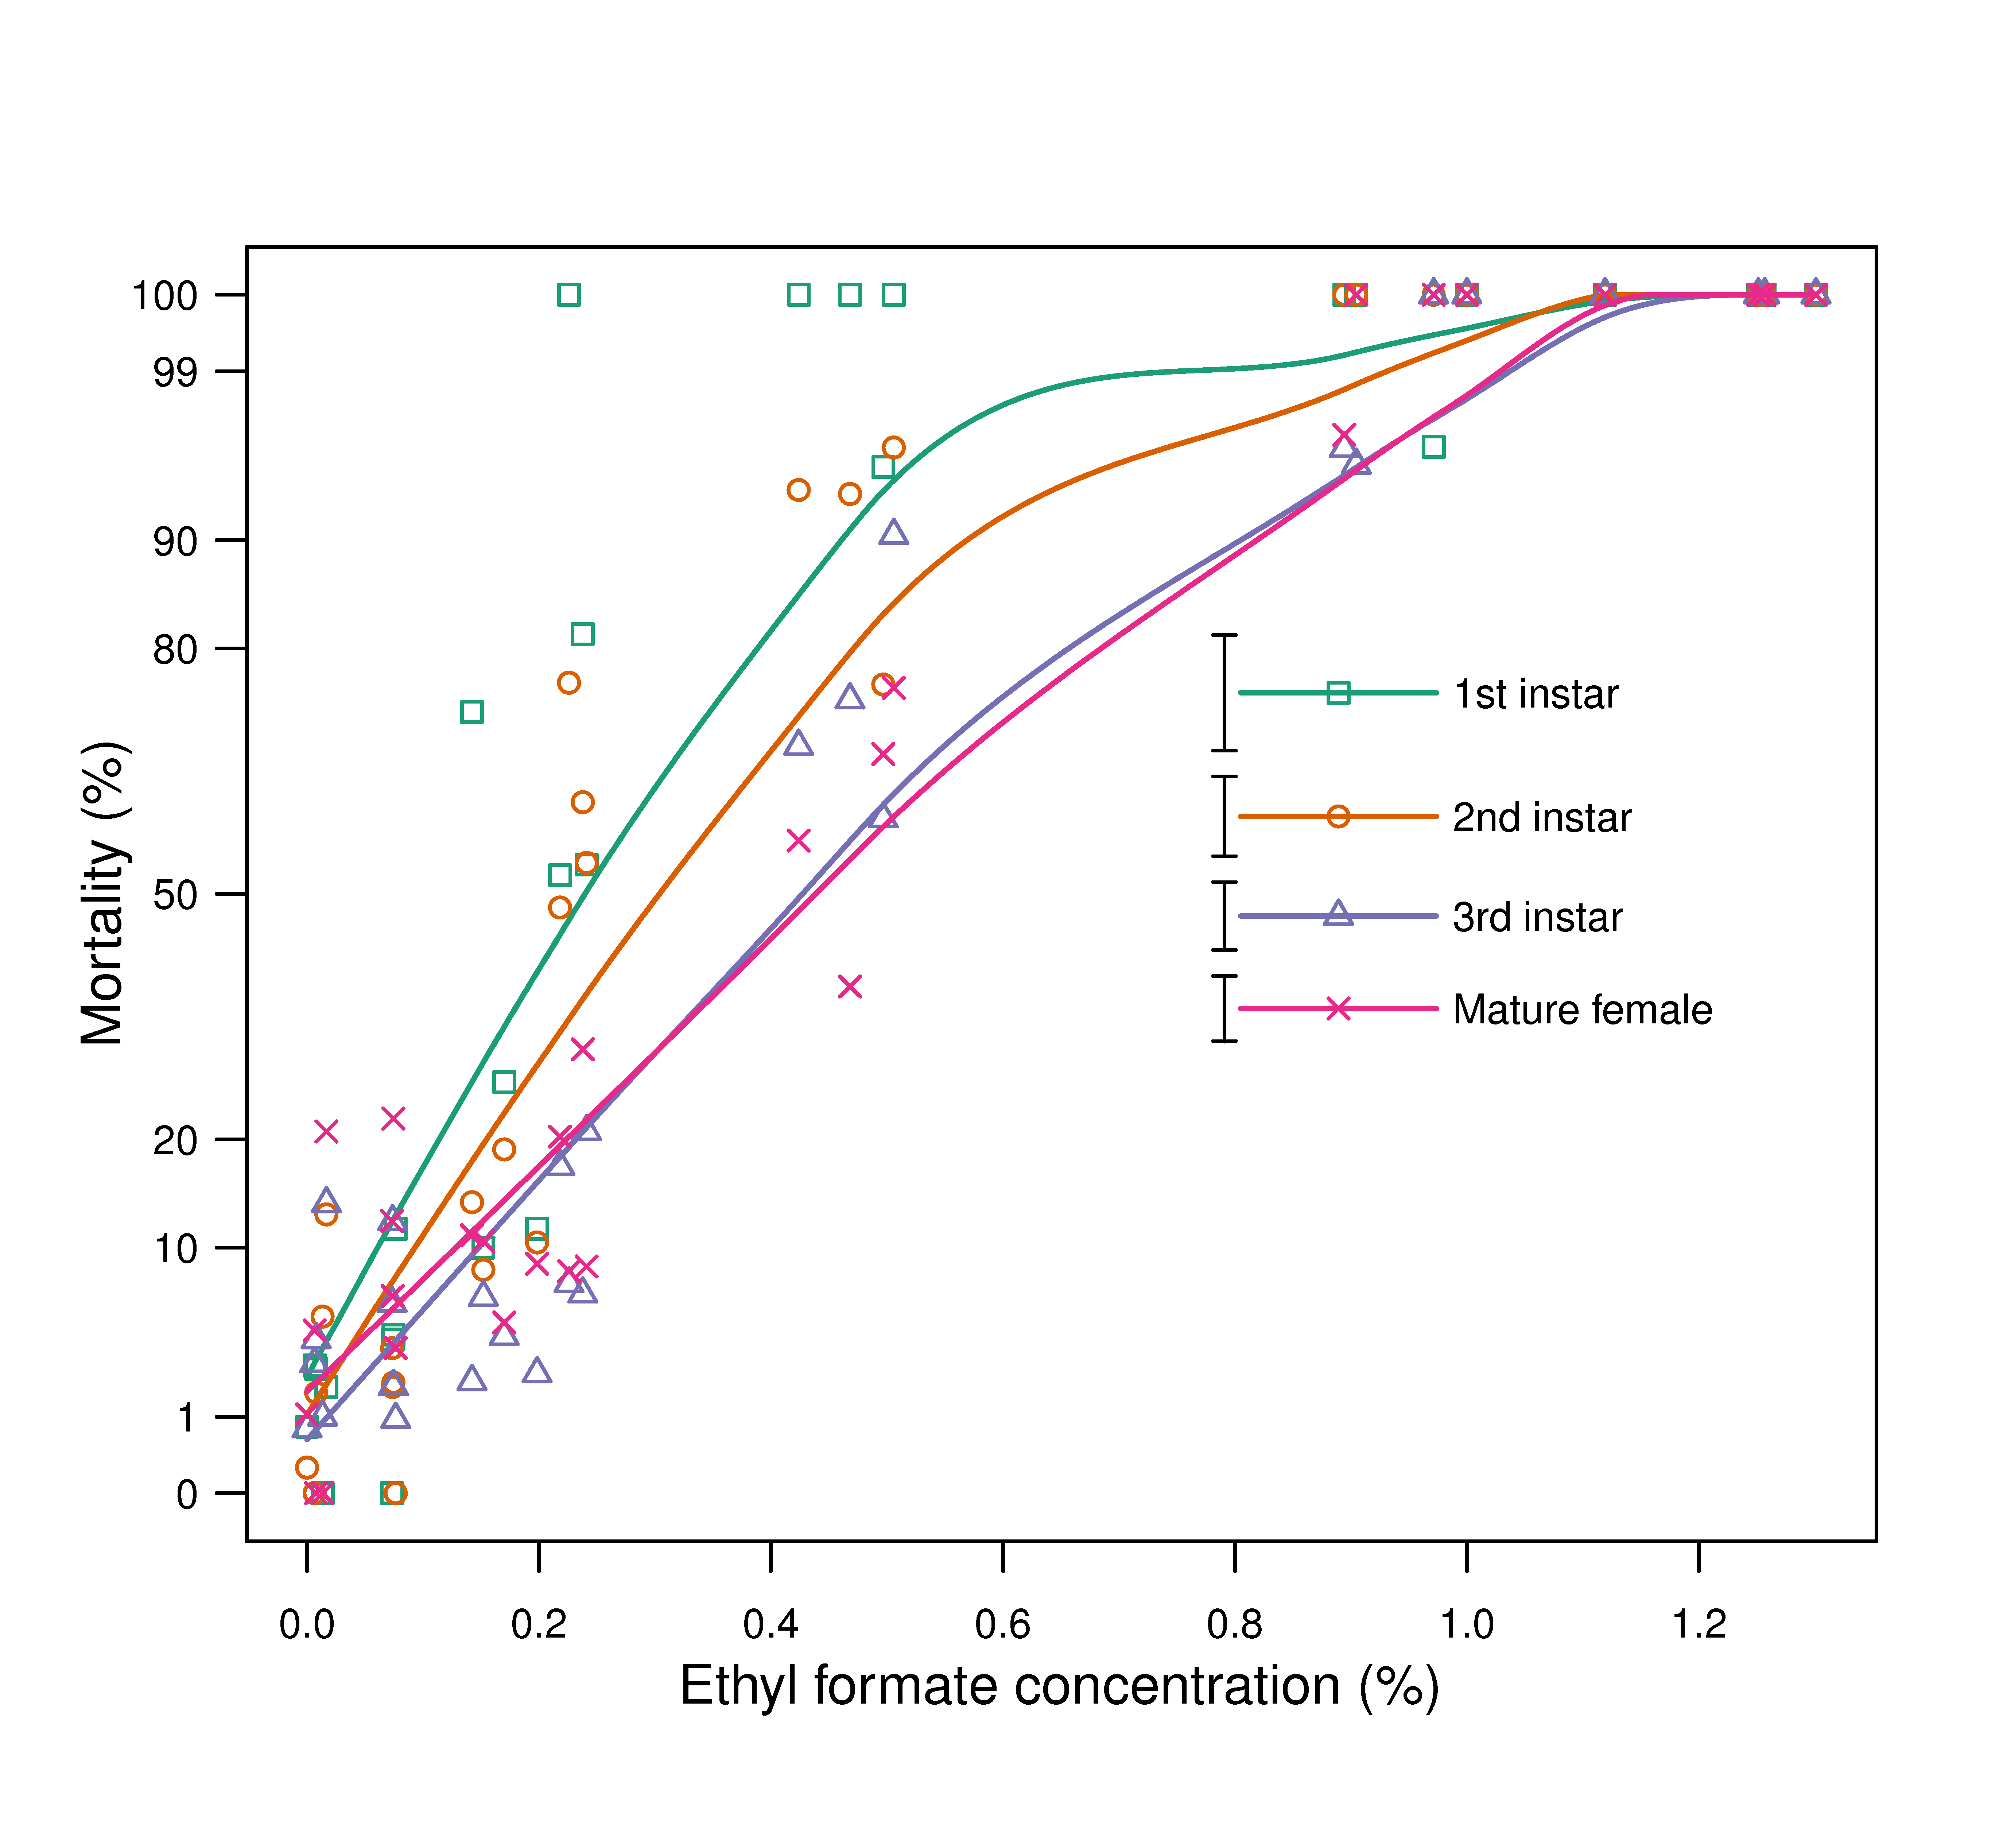 100
99
90
80
50
20
10
1
0
Mortality (%)
1st instar
2nd instar
3rd instar
Mature female
0.0 0.2 0.4 0.6 0.8 1.0 1.2
Ethyl formate concentration (%)